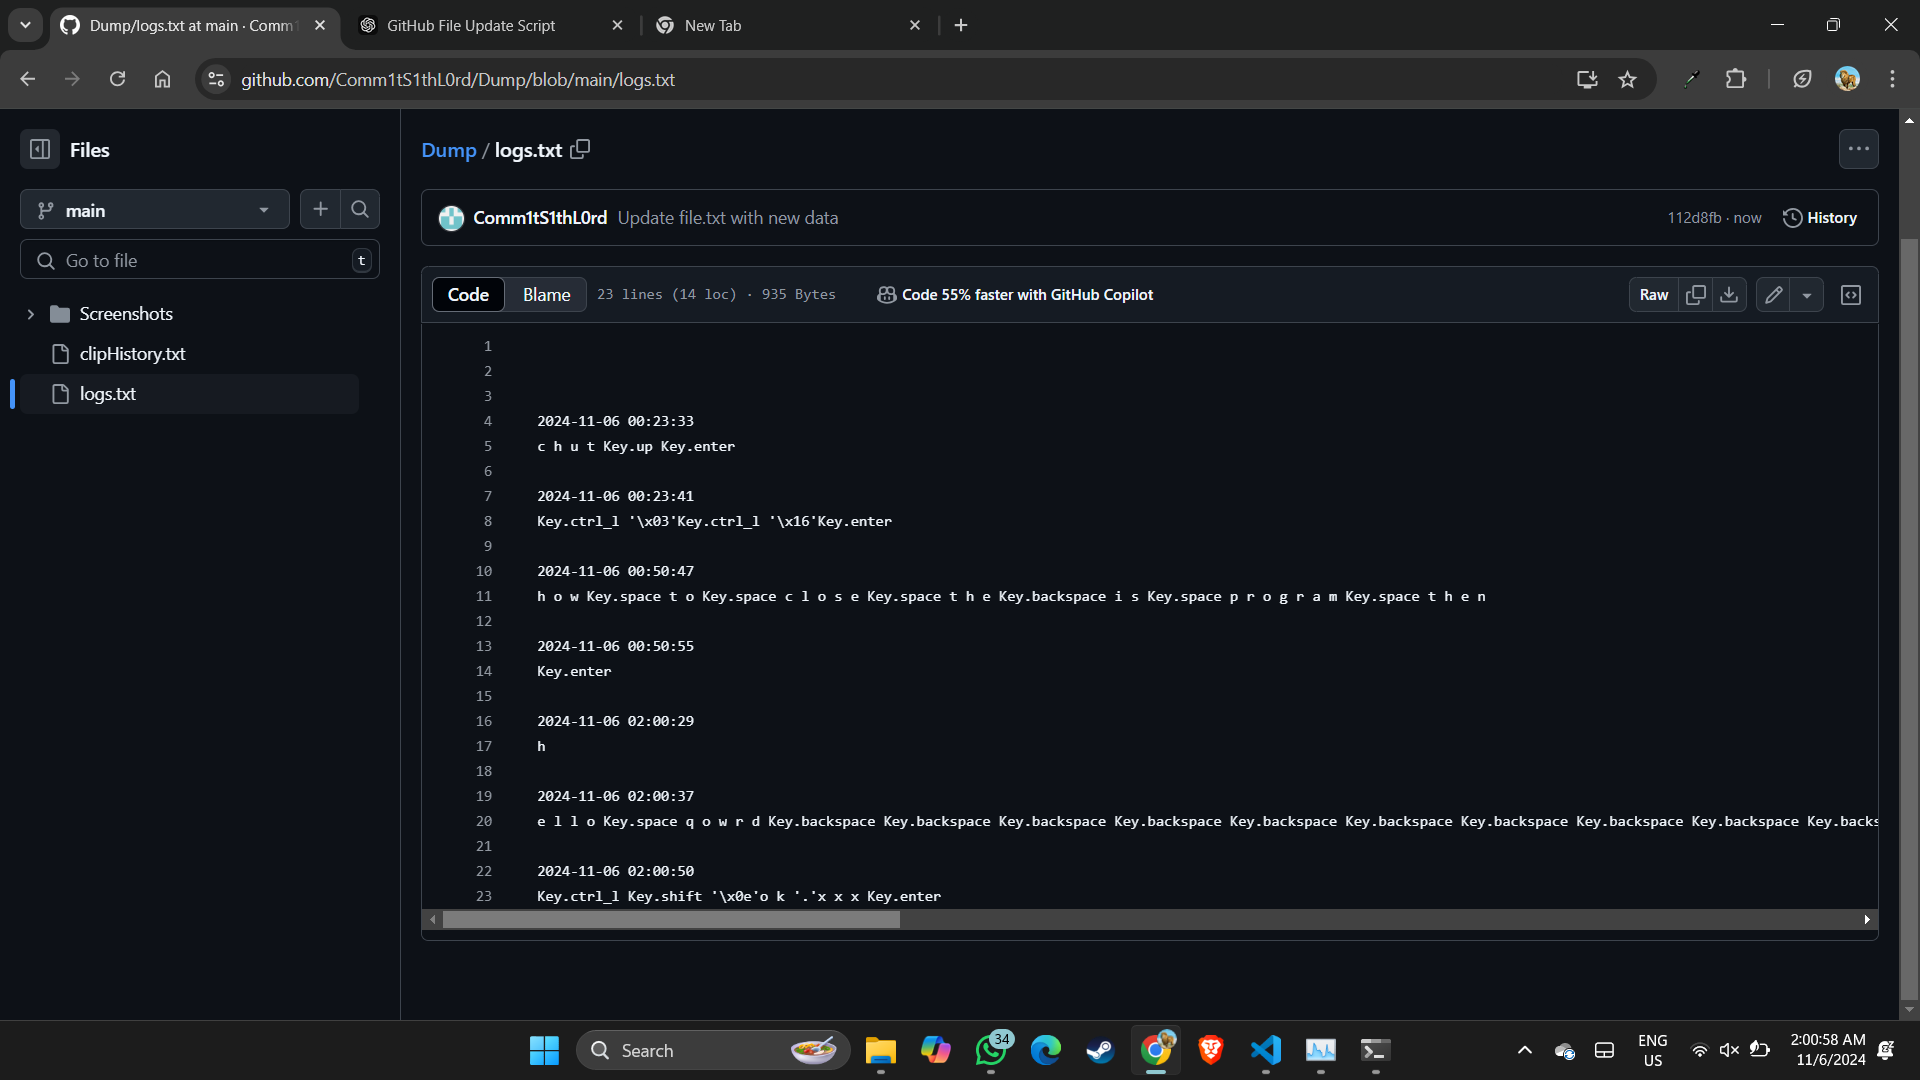 Dump/logs.txt at main · Comm1
GitHub File Update Script
New Tab
github.com/Comm1tS1thL0rd/Dump/blob/main/logs.txt
Files
Dump / logs.txt
main
Comm1tS1thL0rd Update file.txt with new data
112d8fb · now
History
Go to file
t
Code
Blame
23 lines (14 loc) · 935 Bytes
Code 55% faster with GitHub Copilot
Raw
Screenshots
clipHistory.txt
logs.txt
1
2
3
4 2024-11-06 00:23:33
5 c h u t Key.up Key.enter
6
7 2024-11-06 00:23:41
8 Key.ctrl_l '\x03'Key.ctrl_l '\x16'Key.enter
9
10 2024-11-06 00:50:47
11 h o w Key.space t o Key.space c l o s e Key.space t h e Key.backspace i s Key.space p r o g r a m Key.space t h e n
12
13 2024-11-06 00:50:55
14 Key.enter
15
16 2024-11-06 02:00:29
17 h
18
19 2024-11-06 02:00:37
20 e l l o Key.space q o w r d Key.backspace Key.backspace Key.backspace Key.backspace Key.backspace Key.backspace Key.backspace Key.backspace Key.backspace Key.backs
21
22 2024-11-06 02:00:50
23 Key.ctrl_l Key.shift '\x0e'o k '.'x x x Key.enter
Search
34
ENG
US
2:00:58 AM
11/6/2024